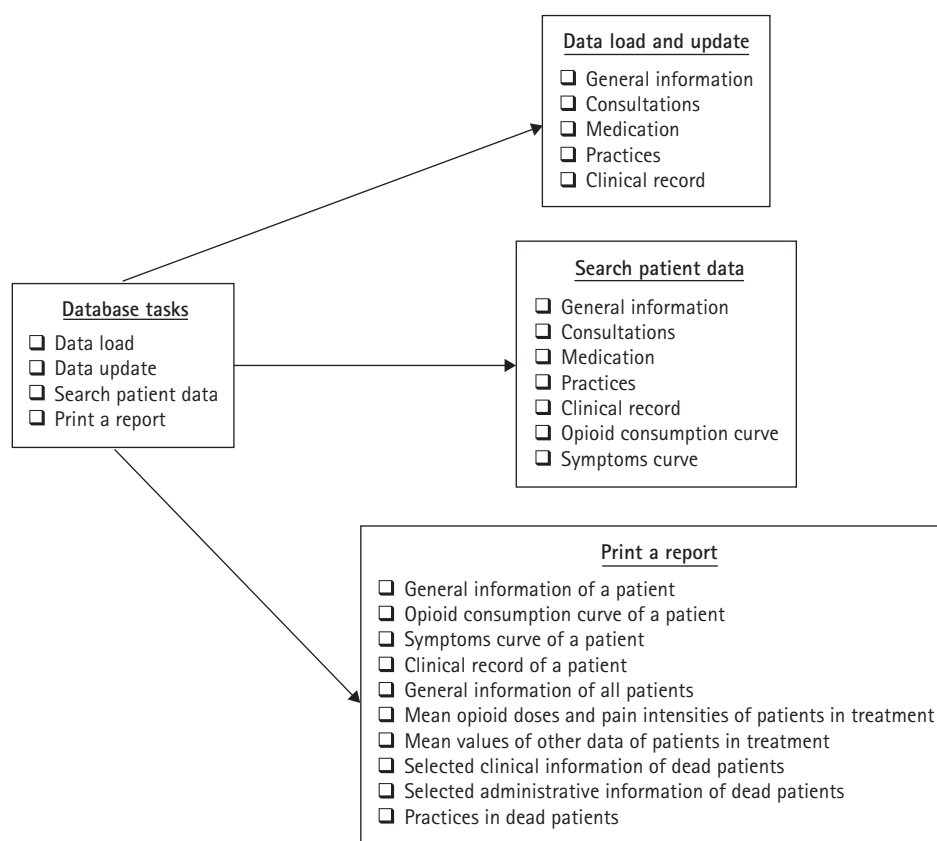 Data load and update
❑ General information
❑ Consultations
❑ Medication
❑ Practices
❑ Clinical record
Database tasks
❑ Data load
❑ Data update
❑ Search patient data
❑ Print a report
Search patient data
❑ General information
❑ Consultations
❑ Medication
❑ Practices
❑ Clinical record
❑ Opioid consumption curve
❑ Symptoms curve
Print a report
❑ General information of a patient
❑ Opioid consumption curve of a patient
❑ Symptoms curve of a patient
❑ Clinical record of a patient
❑ General information of all patients
❑ Mean opioid doses and pain intensities of patients in treatment
❑ Mean values of other data of patients in treatment
❑ Selected clinical information of dead patients
❑ Selected administrative information of dead patients
❑ Practices in dead patients